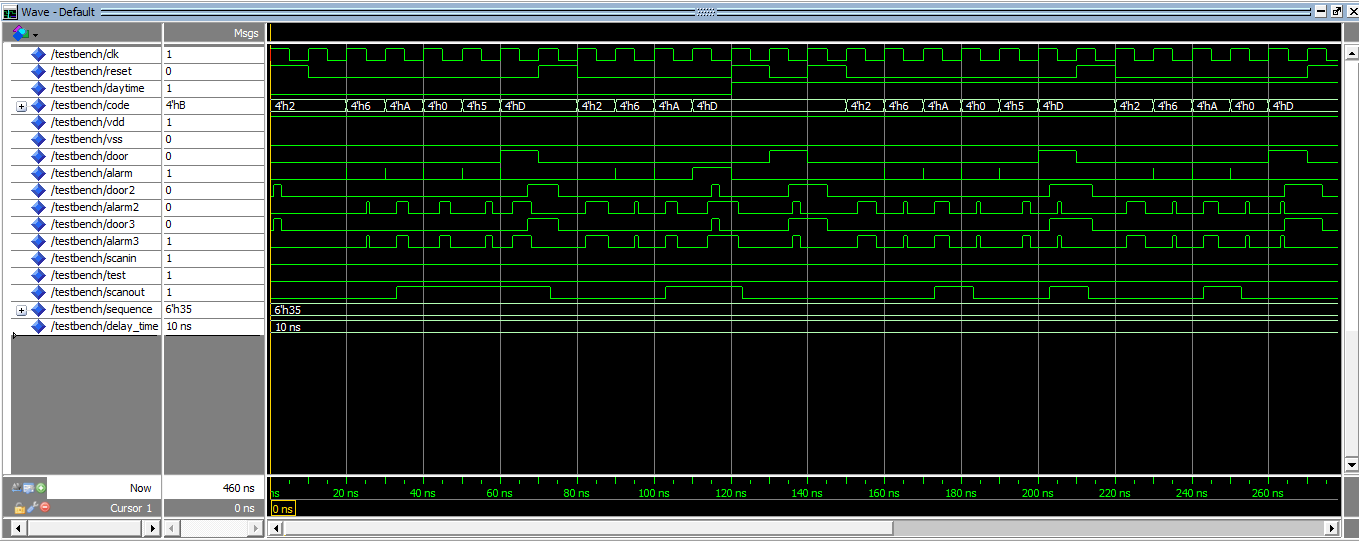 Wave - Default
Msgs
/testbench/clk 1
/testbench/reset 0
/testbench/daytime 1
/testbench/code 4'hB 4'h2 4'h6 4'hA 4'h0 4'h5 4'hD 4'h2 4'h6 4'hA 4'hD 4'h2 4'h6 4'hA 4'h0 4'h5 4'hD 4'h2 4'h6 4'hA 4'h0 4'hD
/testbench/vdd 1
/testbench/vss 0
/testbench/door 0
/testbench/alarm 1
/testbench/door2 0
/testbench/alarm2 0
/testbench/door3 0
/testbench/alarm3 1
/testbench/scanin 1
/testbench/test 1
/testbench/scanout 1
/testbench/sequence 6'h35 6'h35
/testbench/delay_time 10 ns 10 ns
Now 460 ns ns 20 ns 40 ns 60 ns 80 ns 100 ns 120 ns 140 ns 160 ns 180 ns 200 ns 220 ns 240 ns 260 ns
Cursor 1 0 ns 0 ns